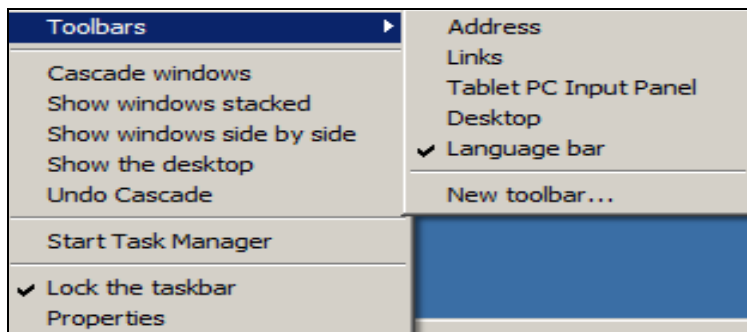 Toolbars
Cascade windows
Show windows stacked
Show windows side by side
Show the desktop
Undo Cascade
Start Task Manager
Lock the taskbar
Properties
Address
Links
Tablet PC Input Panel
Desktop
Language bar
New toolbar...